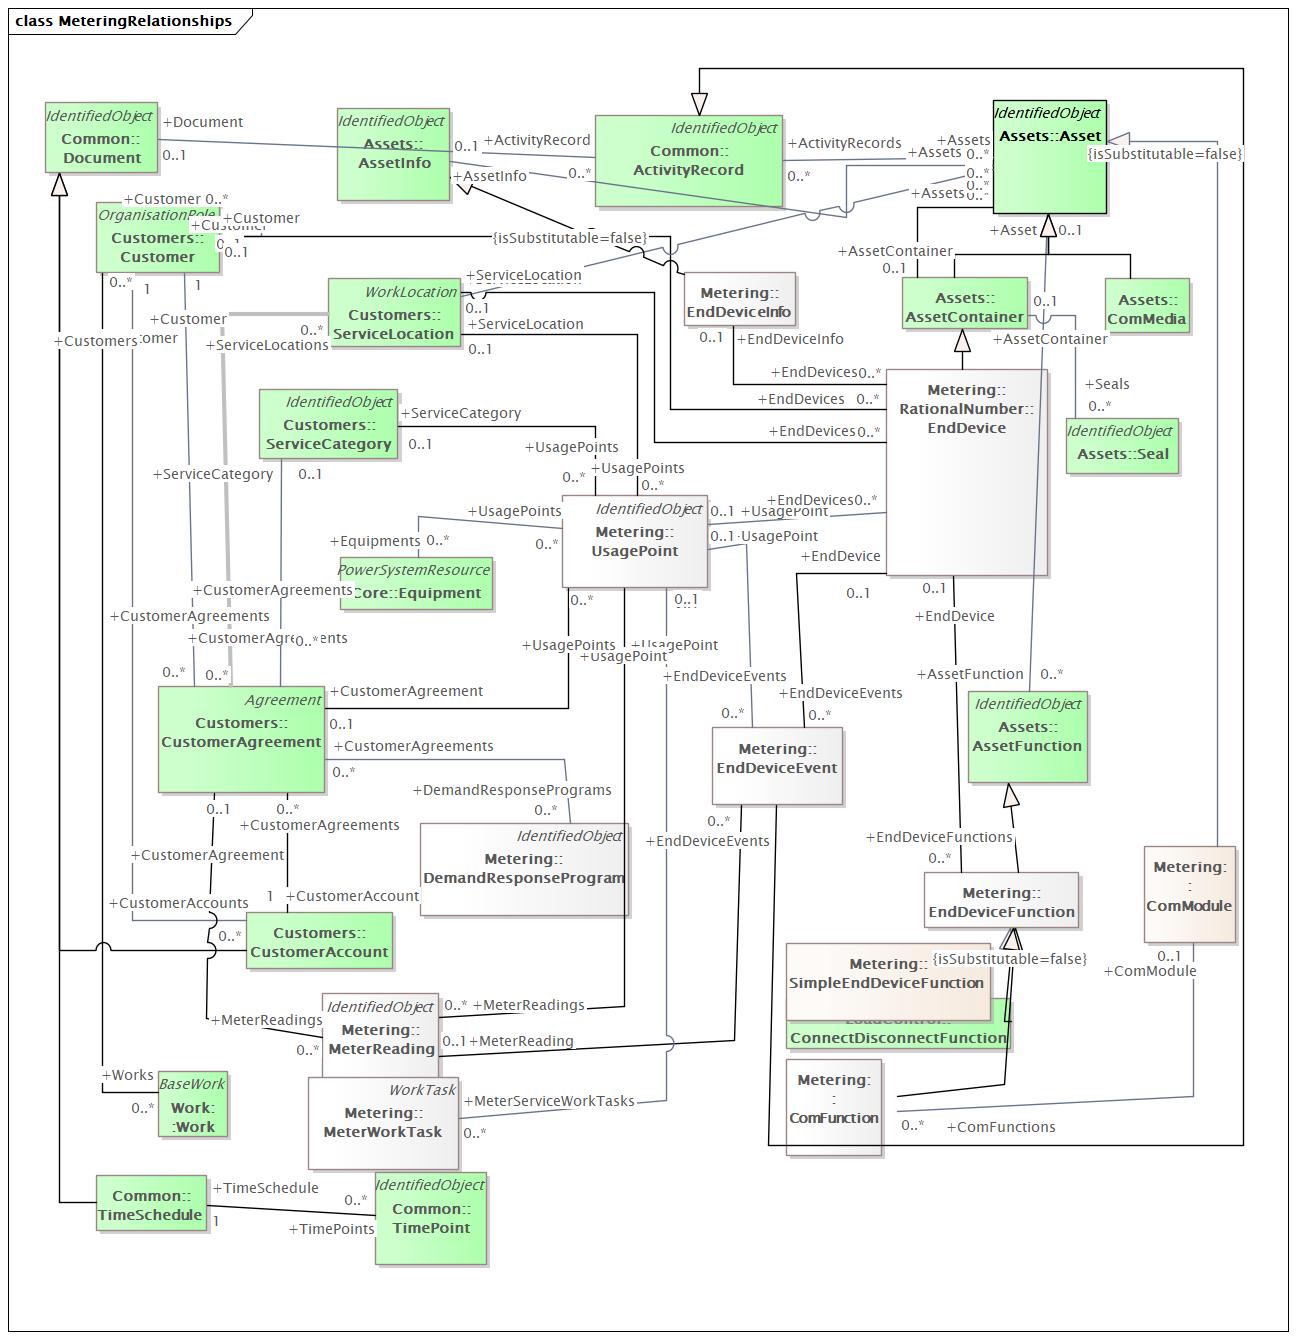 class MeteringRelationships
IdentifiedObject
Common::
Document
+Document
0..1
IdentifiedObject
Assets::
AssetInfo
0..1
+ActivityRecord
+AssetInfo
0..*
IdentifiedObject
Common::
ActivityRecord
+ActivityRecords
0..*
+Assets
+Assets 0..*
0..*
0..*
+Assets 0..*
IdentifiedObject
Assets::Asset
{isSubstitutable=false}
+Asset
0..1
+Customer 0..*
OrganisationRole
Customers::
Customer
+Customer
+Customer
0..1
0..1
0..*
1
1
{isSubstitutable=false}
+AssetContainer
0..1
WorkLocation
Customers::
ServiceLocation
+ServiceLocation
0..1
+ServiceLocation
0..1
0..*
+ServiceLocations
+Customer
+Customers
Metering::
EndDeviceInfo
0..1
+EndDeviceInfo
Assets::
AssetContainer
0..1
+AssetContainer
Assets::
ComMedia
+Seals
0..*
IdentifiedObject
Assets::Seal
+EndDevices 0..*
+EndDevices 0..*
+EndDevices 0..*
+EndDevices 0..*
Metering::
RationalNumber::
EndDevice
IdentifiedObject
Customers::
ServiceCategory
+ServiceCategory
0..1
0..1
+ServiceCategory
+UsagePoints
0..*
+UsagePoints
0..*
+UsagePoints
0..*
IdentifiedObject
Metering::
UsagePoint
0..1
+UsagePoint
0..1
+UsagePoint
+Equipments
0..*
PowerSystemResource
Core::Equipment
+EndDevice
0..1
0..1
+EndDevice
0..*
0..1
+UsagePoints
+UsagePoint
+UsagePoint
+CustomerAgreements
+CustomerAgreements
+CustomerAgreements
0..*
0..*
0..*
Agreement
Customers::
CustomerAgreement
+CustomerAgreement
0..1
+CustomerAgreements
0..*
+EndDeviceEvents
0..*
+EndDeviceEvents
0..*
Metering::
EndDeviceEvent
0..*
+EndDeviceEvents
+AssetFunction
0..*
IdentifiedObject
Assets::
AssetFunction
+DemandResponsePrograms
0..*
IdentifiedObject
Metering::
DemandResponseProgram
0..1
0..*
+CustomerAgreements
+CustomerAgreement
1
+CustomerAccount
+CustomerAccounts
0..*
Customers::
CustomerAccount
+EndDeviceFunctions
0..*
Metering::
EndDeviceFunction
{isSubstitutable=false}
Metering:
:
ComModule
0..1
+ComModule
Metering::
SimpleEndDeviceFunction
ConnectDisconnectFunction
Metering:
:
ComFunction
0..*
+ComFunctions
+MeterReadings
0..*
IdentifiedObject
Metering::
MeterReading
0..*
+MeterReadings
0..1
+MeterReading
WorkTask
Metering::
MeterWorkTask
+MeterServiceWorkTasks
0..*
+Works
0..*
BaseWork
Work:
:Work
Common::
TimeSchedule
+TimeSchedule
1
0..*
+TimePoints
IdentifiedObject
Common::
TimePoint